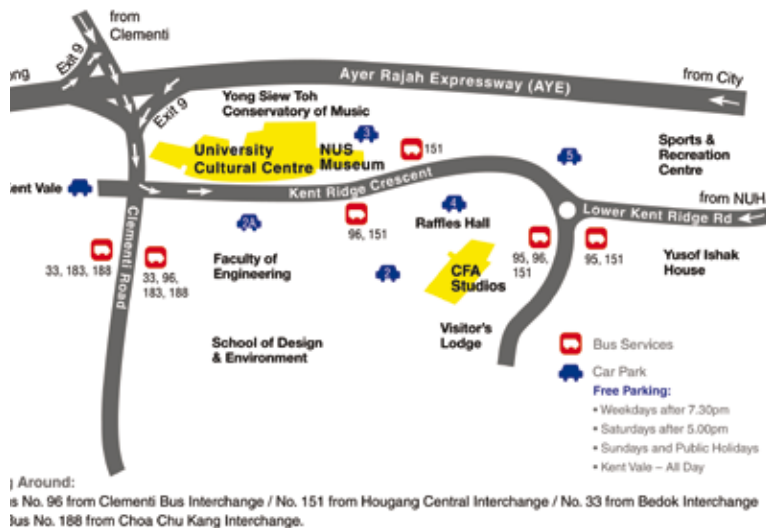 from
Clementi
Exit 9
ong
Exit 9
Ayer Rajah Expressway (AYE)
from City
Yong Siew Toh
Conservatory of Music
3
University
Cultural Centre
NUS
Museum
151
5
Sports &
Recreation
Centre
ent Vale
Kent Ridge Crescent
4
from NUH
2A
96, 151
Raffles Hall
Lower Kent Ridge Rd
Clementi Road
33, 183, 188
33, 96,
183, 188
Faculty of
Engineering
2
CFA
Studios
95, 96,
151
95, 151
Yusof Ishak
House
School of Design
& Environment
Visitor's
Lodge
Bus Services
Car Park
Free Parking:
• Weekdays after 7.30pm
• Saturdays after 5.00pm
• Sundays and Public Holidays
• Kent Vale – All Day
g Around:
s No. 96 from Clementi Bus Interchange / No. 151 from Hougang Central Interchange / No. 33 from Bedok Interchange
Bus No. 188 from Choa Chu Kang Interchange.